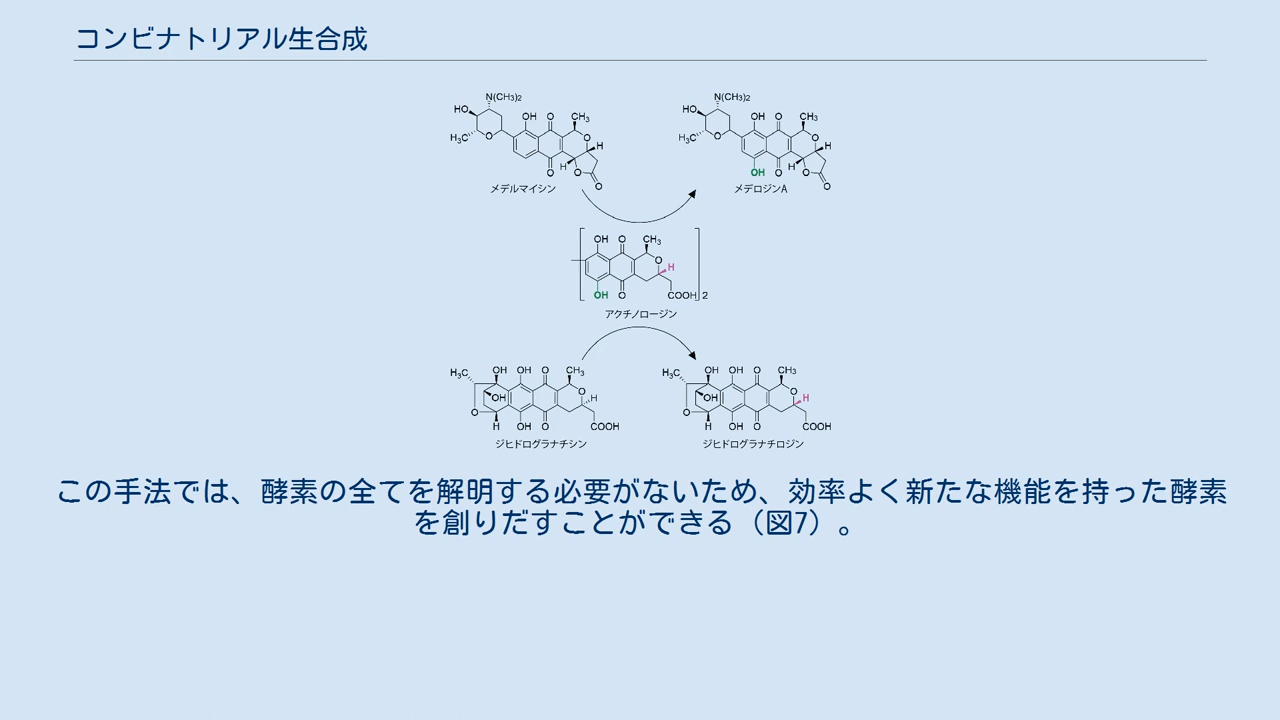 コンビナトリアル生合成
N(CH₃)₂ N(CH₃)₂
HO OH O CH₃ HO OH O CH₃
H₃C O O H H₃C O O H
H O H O
O O OH O O
メデルマイシン メデロジンA
OH O CH₃
O H
OH O COOH 2
アクチノロージン
H₃C OH OH O CH₃ H₃C OH OH O CH₃
OH O H OH O H
O O
H OH O COOH H OH O COOH
ジヒドログラナチシン ジヒドログラナチロジン
この手法では、酵素の全てを解明する必要がないため、効率よく新たな機能を持った酵素
を創りだすことができる（図7）。